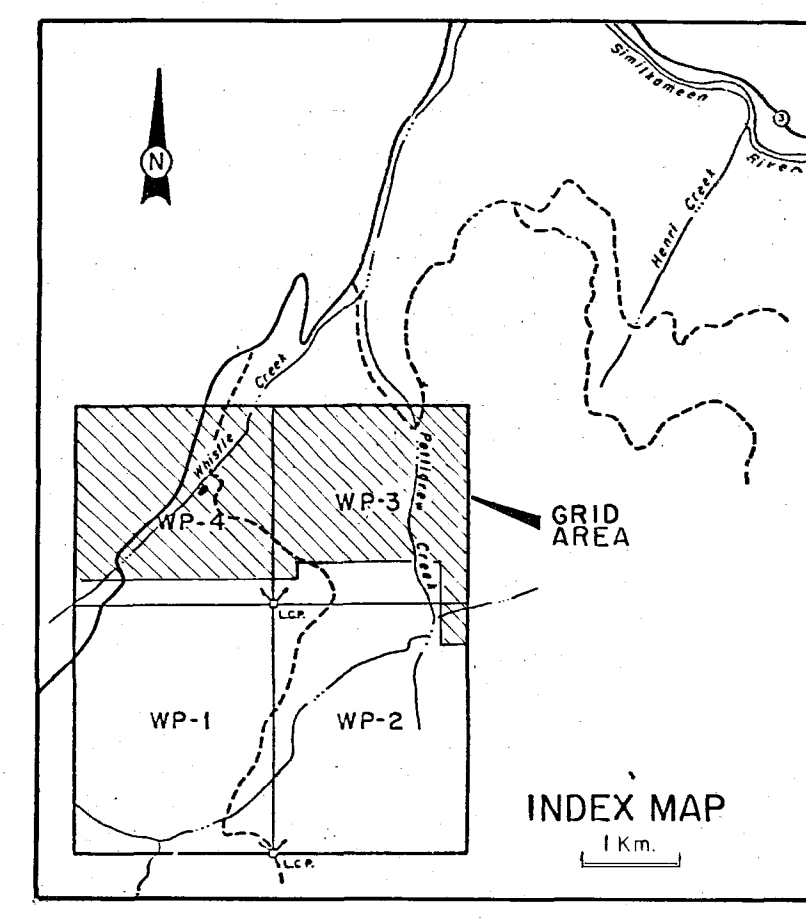 Similkameen
River
3
N
Henri Creek
Whistle Creek
Pettigrew Creek
WP-3
WP-4
GRID
AREA
L.C.P.
WP-1
WP-2
INDEX MAP
1 Km.
L.C.P.